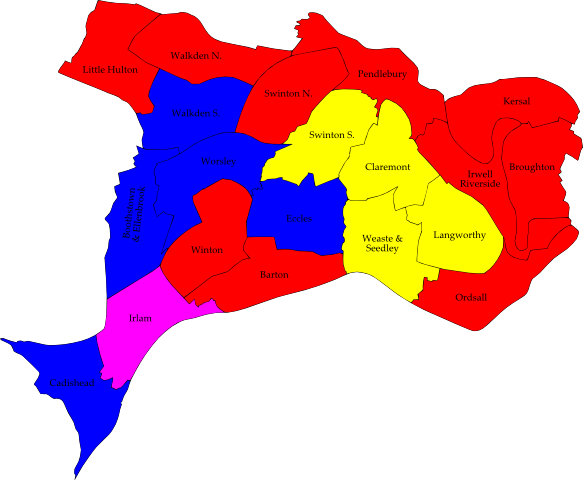 Walkden N.
Little Hulton
Pendlebury
Swinton N.
Kersal
Walkden S.
Swinton S.
Worsley
Claremont
Broughton
Irwell
Riverside
Boothstown
& Ellenbrook
Eccles
Langworthy
Weaste &
Seedley
Winton
Barton
Ordsall
Irlam
Cadishead